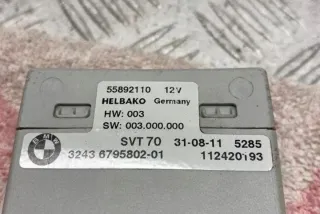 55892110 12V
HELBAKO Germany
HW: 003
SW: 003.000.000
SVT 70 31-08-11 5285
3243 6795802-01 112420193
BMW